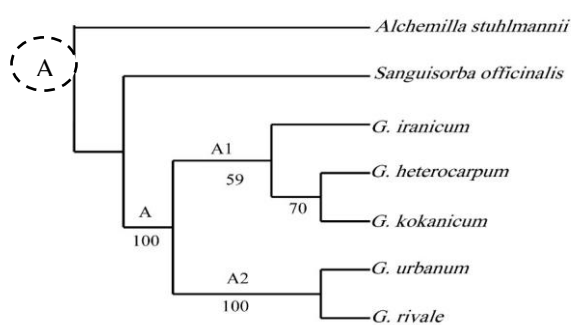 Alchemilla stuhlmannii
A
Sanguisorba officinalis
G. iranicum
A1
59
G. heterocarpum
70
G. kokanicum
A
100
G. urbanum
A2
100
G. rivale